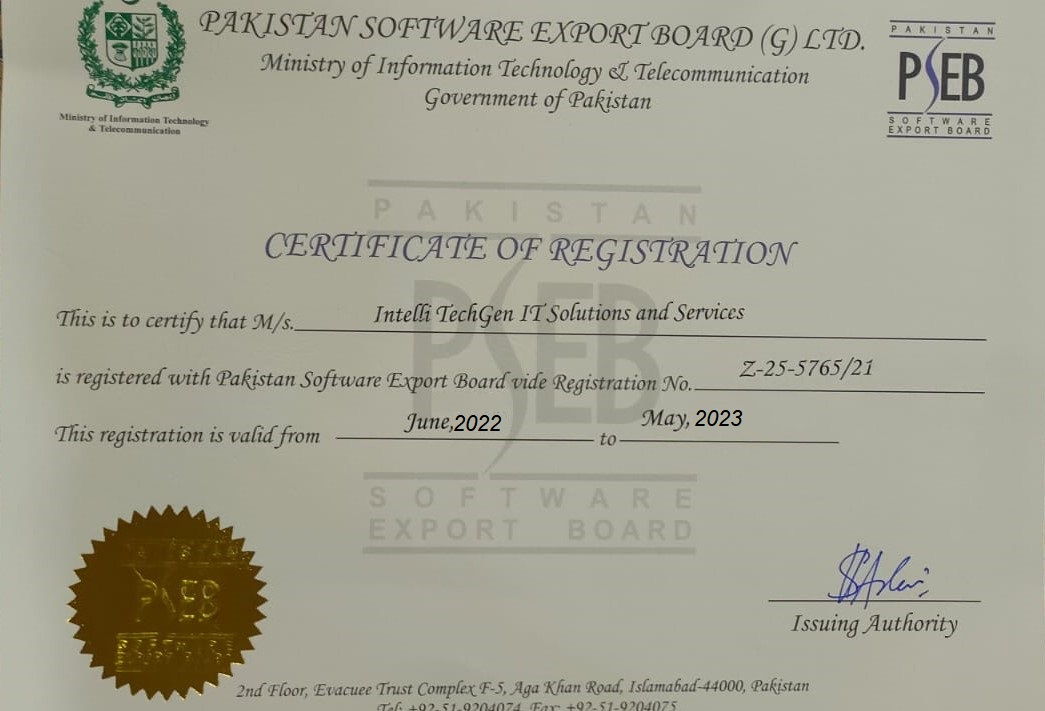 PAKISTAN SOFTWARE EXPORT BOARD (G) LTD.
Ministry of Information Technology & Telecommunication
Government of Pakistan
Ministry of Information Technology
& Telecommunication
PAKISTAN
PSEB
SOFTWARE
EXPORT BOARD
PAKISTAN
CERTIFICATE OF REGISTRATION
This is to certify that M/s. Intelli TechGen IT Solutions and Services
PSEB
is registered with Pakistan Software Export Board vide Registration No. Z-25-5765/21
This registration is valid from June,2022 to May, 2023
SOFTWARE
EXPORT BOARD
PAKISTAN
PSEB
SOFTWARE
Issuing Authority
2nd Floor, Evacuee Trust Complex F-5, Aga Khan Road, Islamabad-44000, Pakistan
Tel: +92-51-9204074 Fax: +92-51-9204075